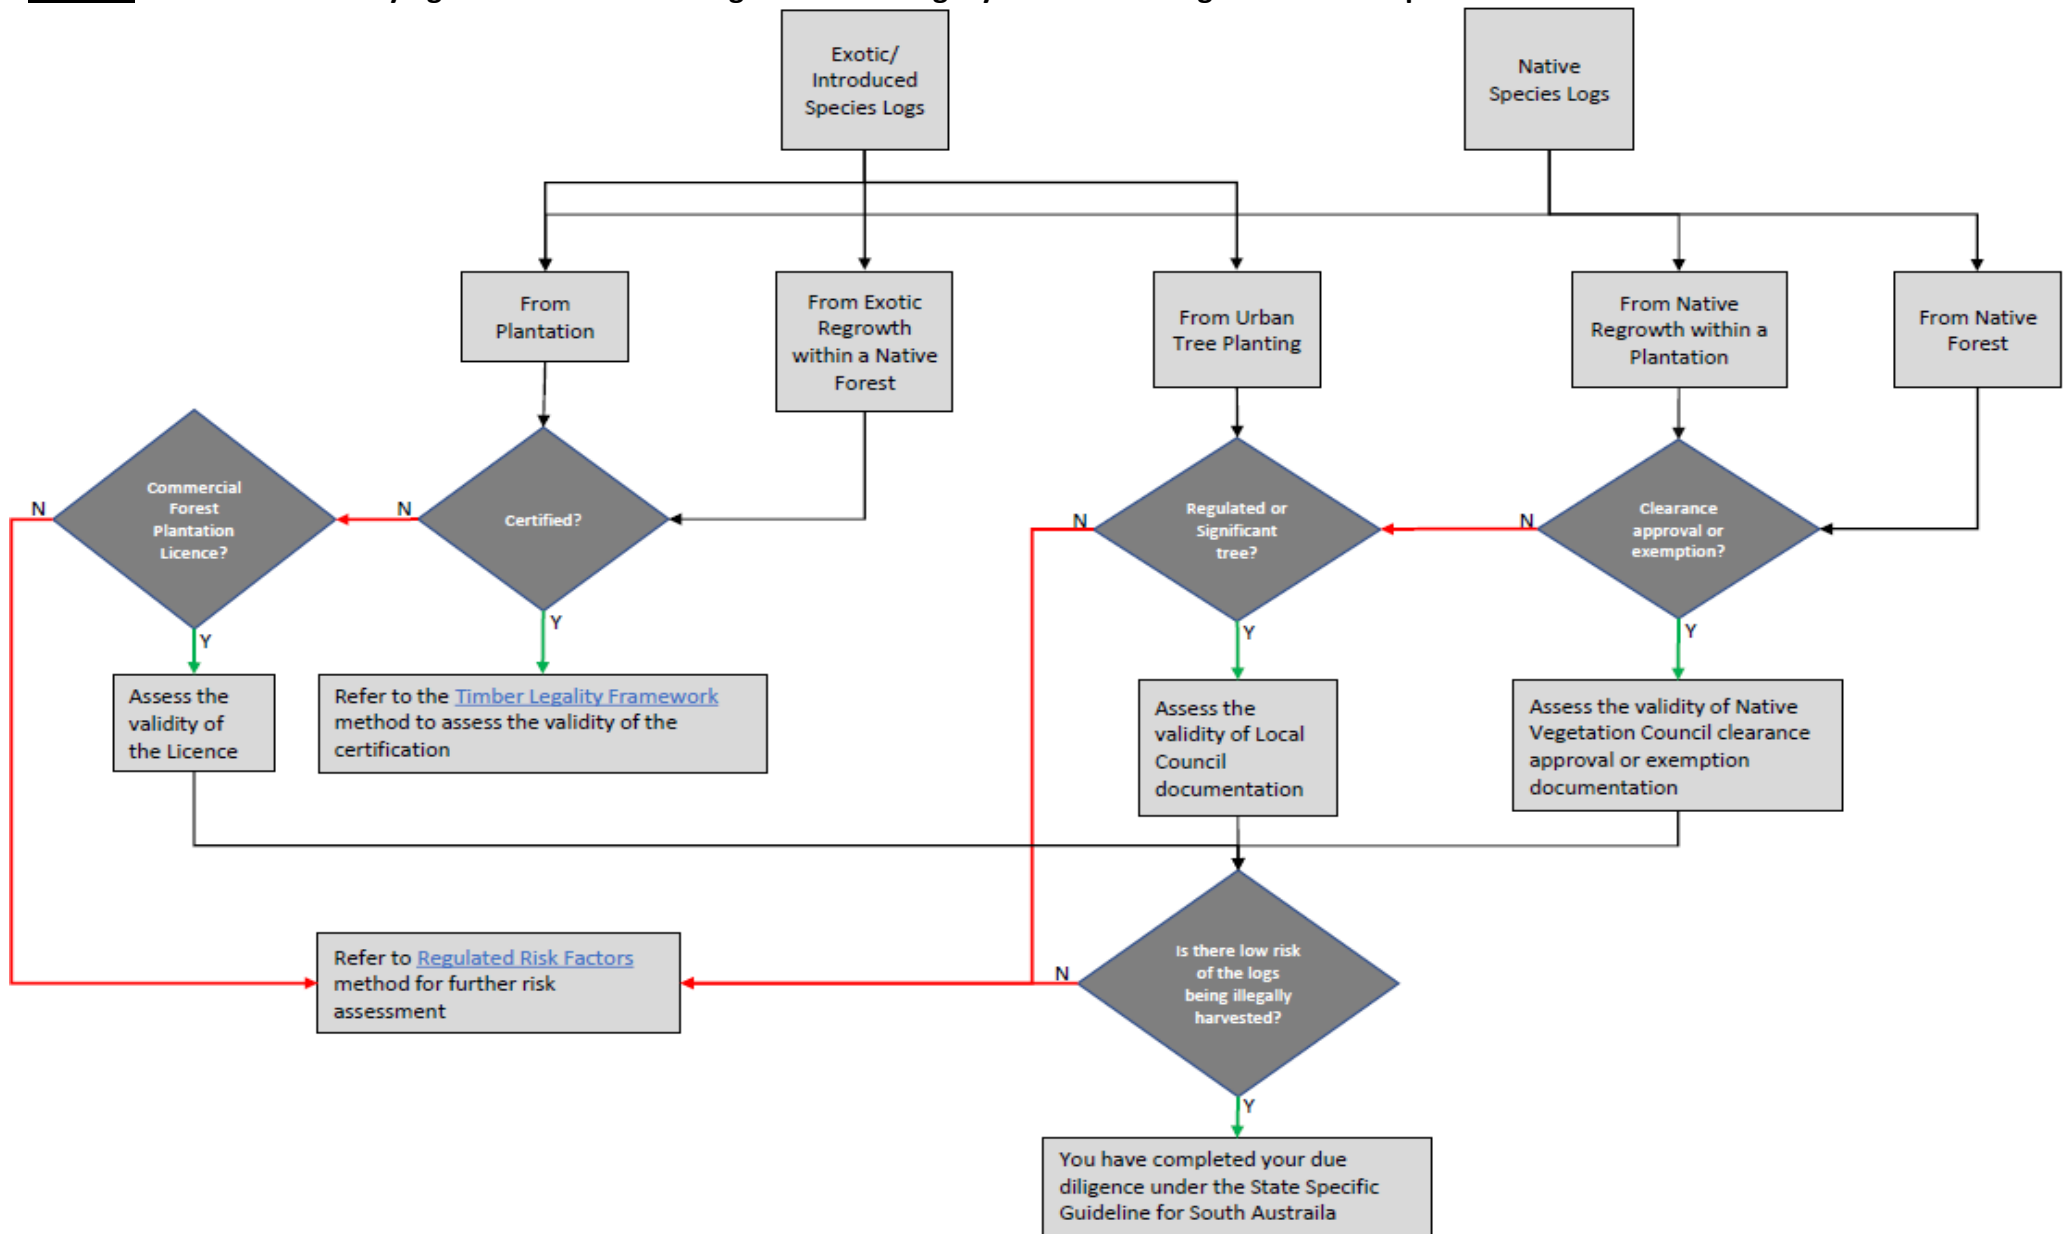 Exotic/
Introduced
Species Logs
Native
Species Logs
From
Plantation
From Exotic
Regrowth
within a Native
Forest
From Urban
Tree Planting
From Native
Regrowth within a
Plantation
From Native
Forest
Commercial
Forest
Plantation
Licence?
N
N
Certified?
Regulated or
Significant
tree?
N
N
Clearance
approval or
exemption?
Y
Y
Y
Y
Assess the
validity of
the Licence
Refer to the Timber Legality Framework
method to assess the validity of the
certification
Assess the
validity of Local
Council
documentation
Assess the validity of Native
Vegetation Council clearance
approval or exemption
documentation
Refer to Regulated Risk Factors
method for further risk
assessment
N
Is there low risk
of the logs
being illegally
harvested?
Y
You have completed your due
diligence under the State Specific
Guideline for South Austraila